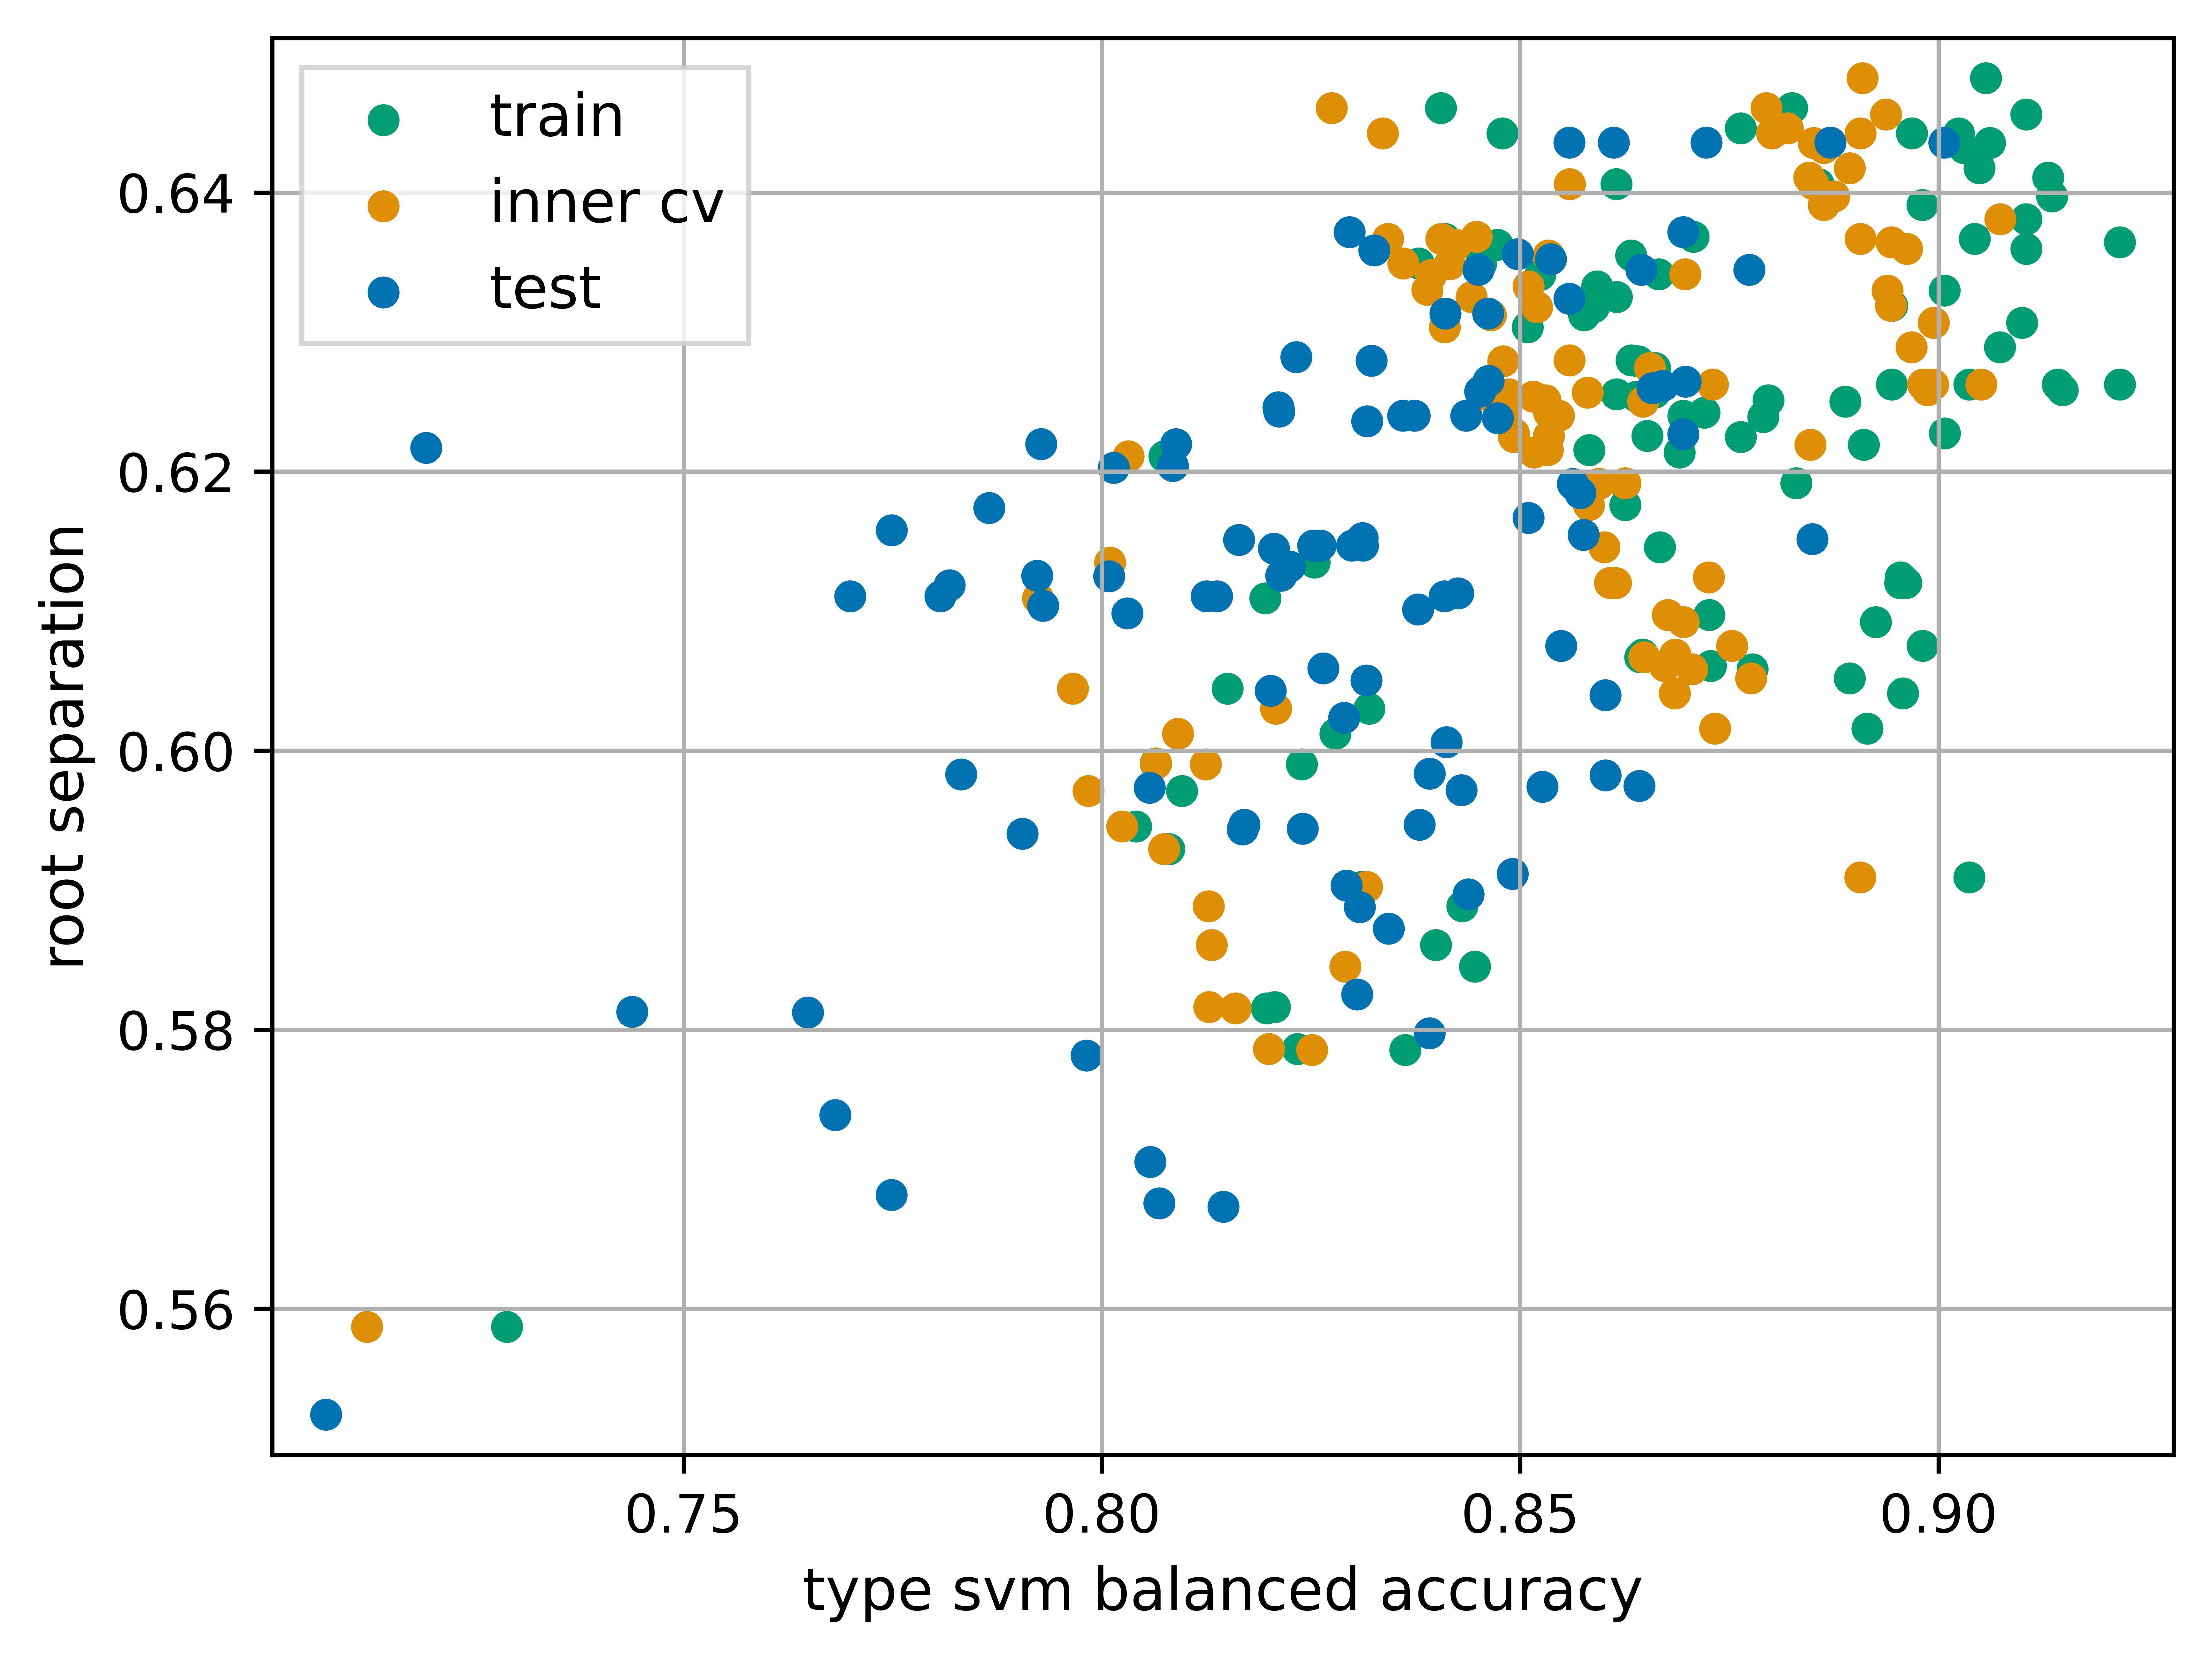 train
inner cv
test
0.64
0.62
0.60
0.58
0.56
root separation
0.75 0.80 0.85 0.90
type svm balanced accuracy